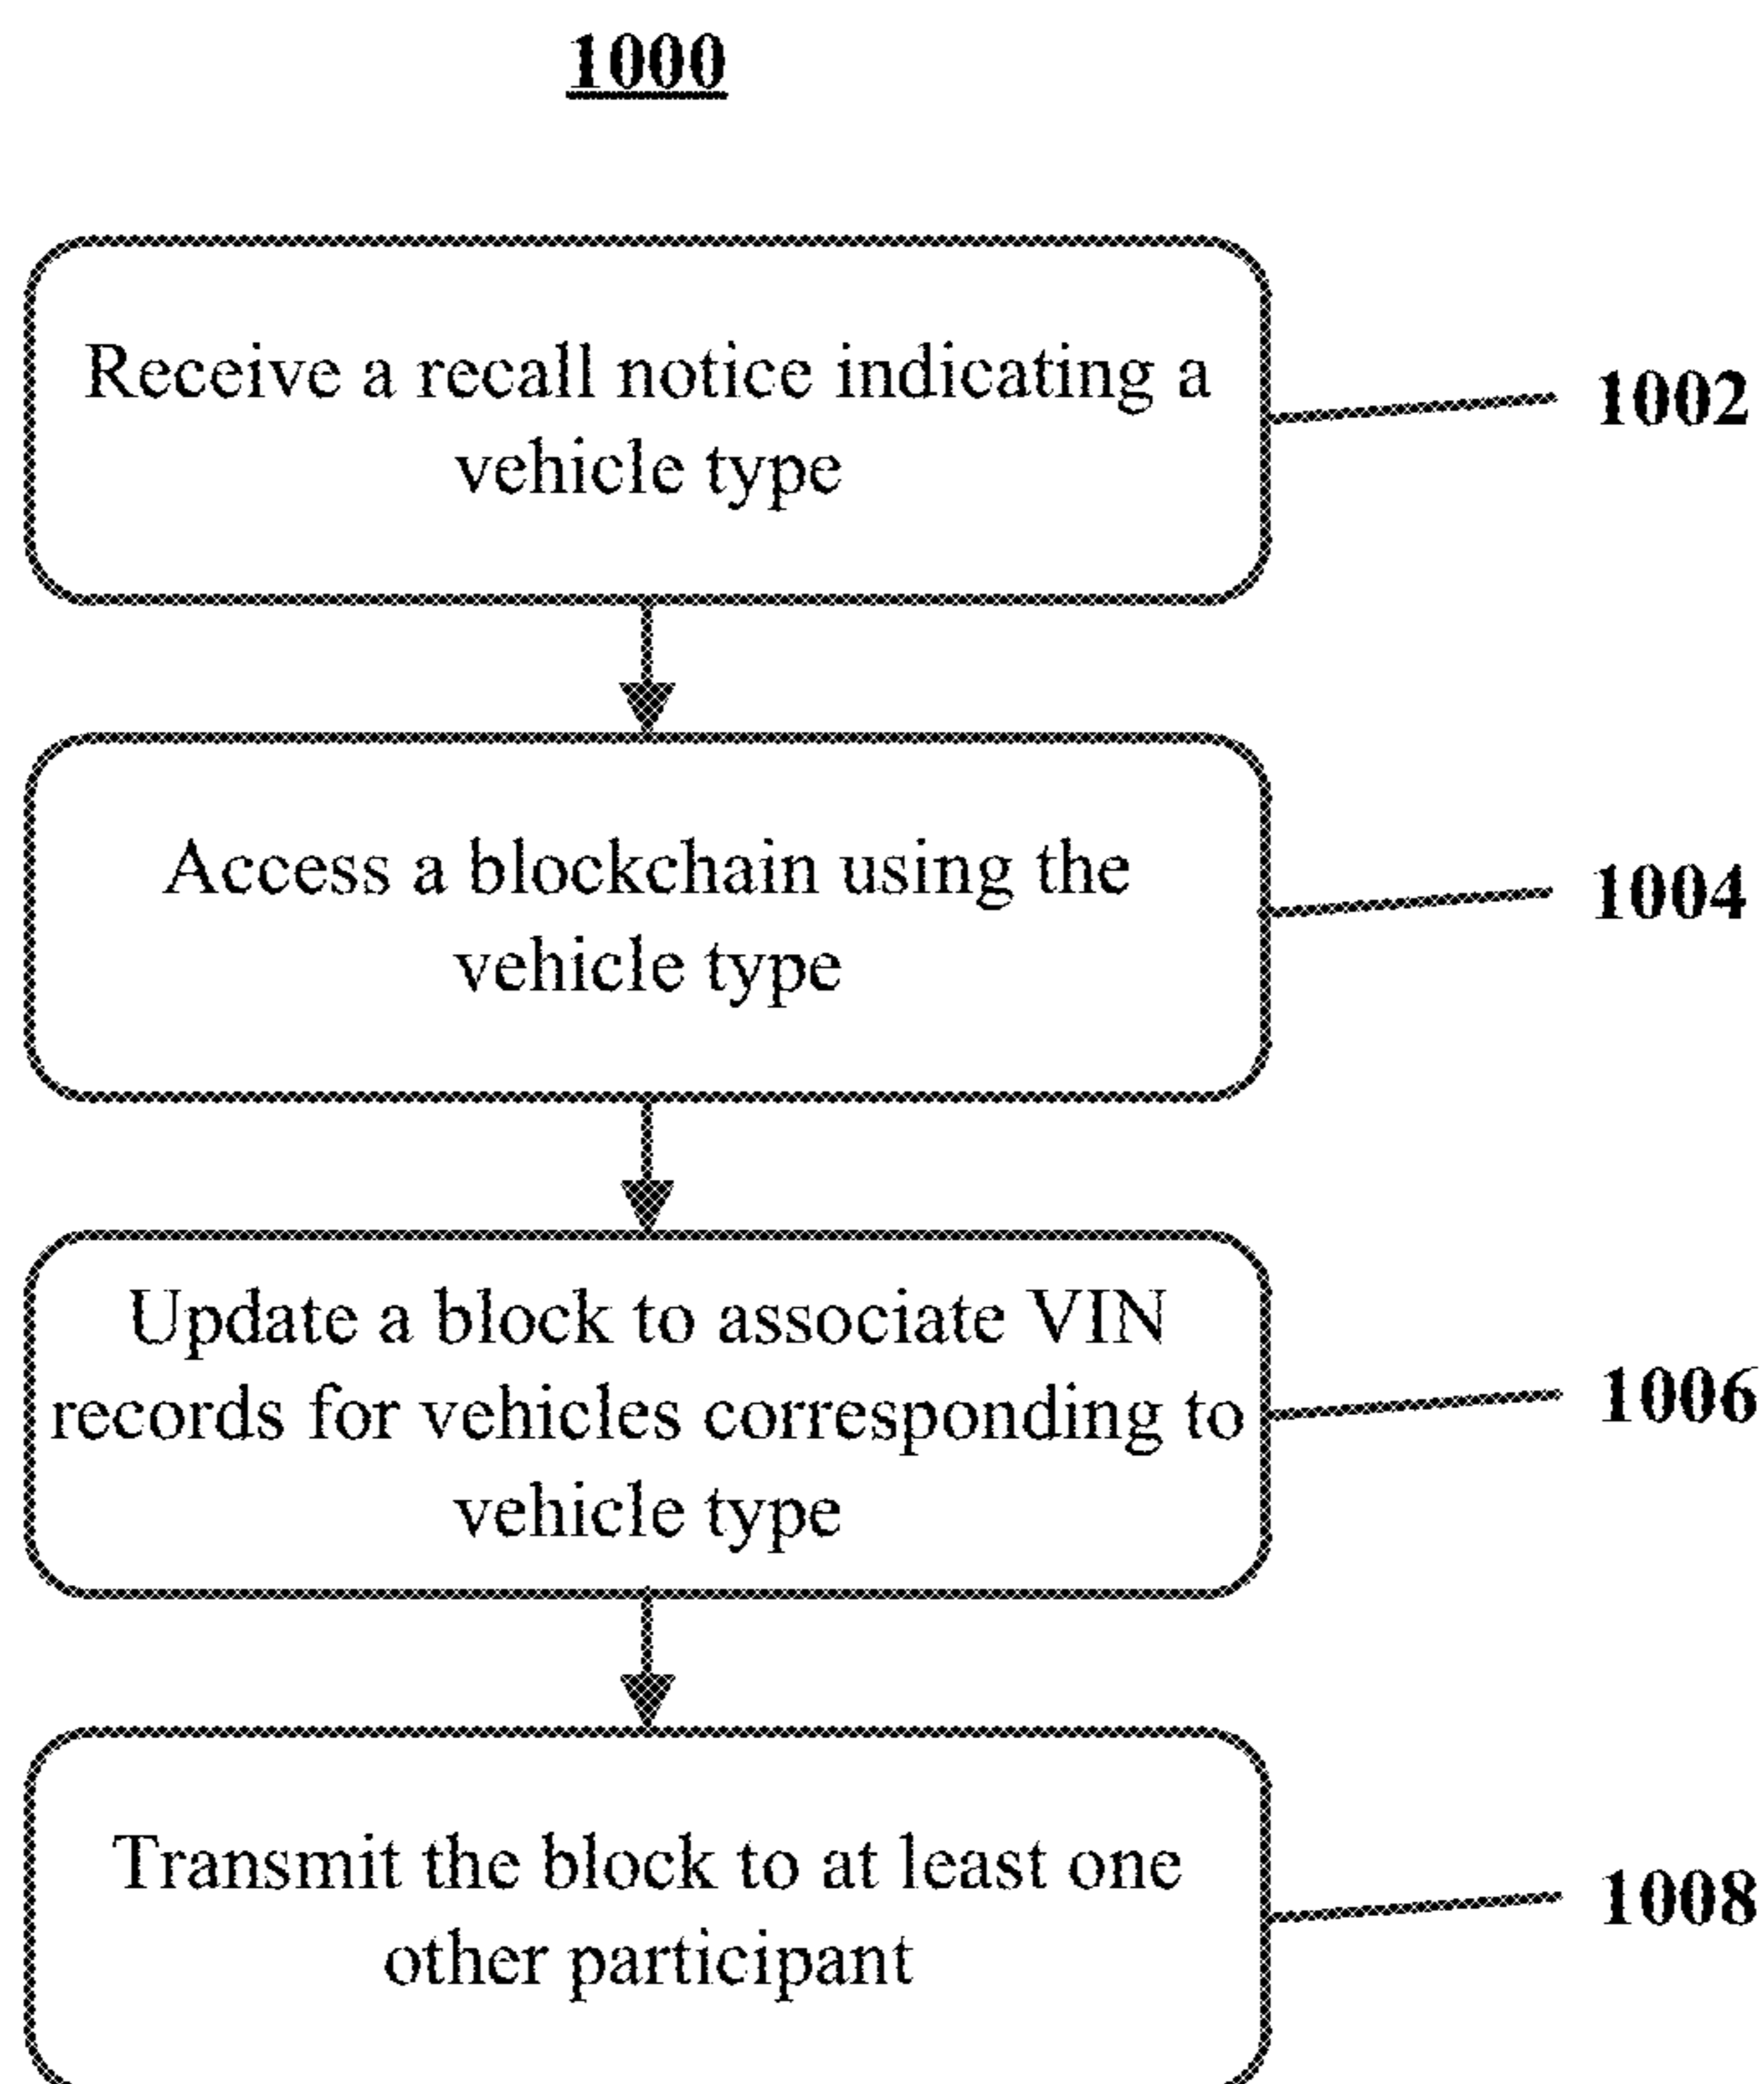 1000
Receive a recall notice indicating a
vehicle type
1002
Access a blockchain using the
vehicle type
1004
Update a block to associate VIN
records for vehicles corresponding to
vehicle type
1006
Transmit the block to at least one
other participant
1008